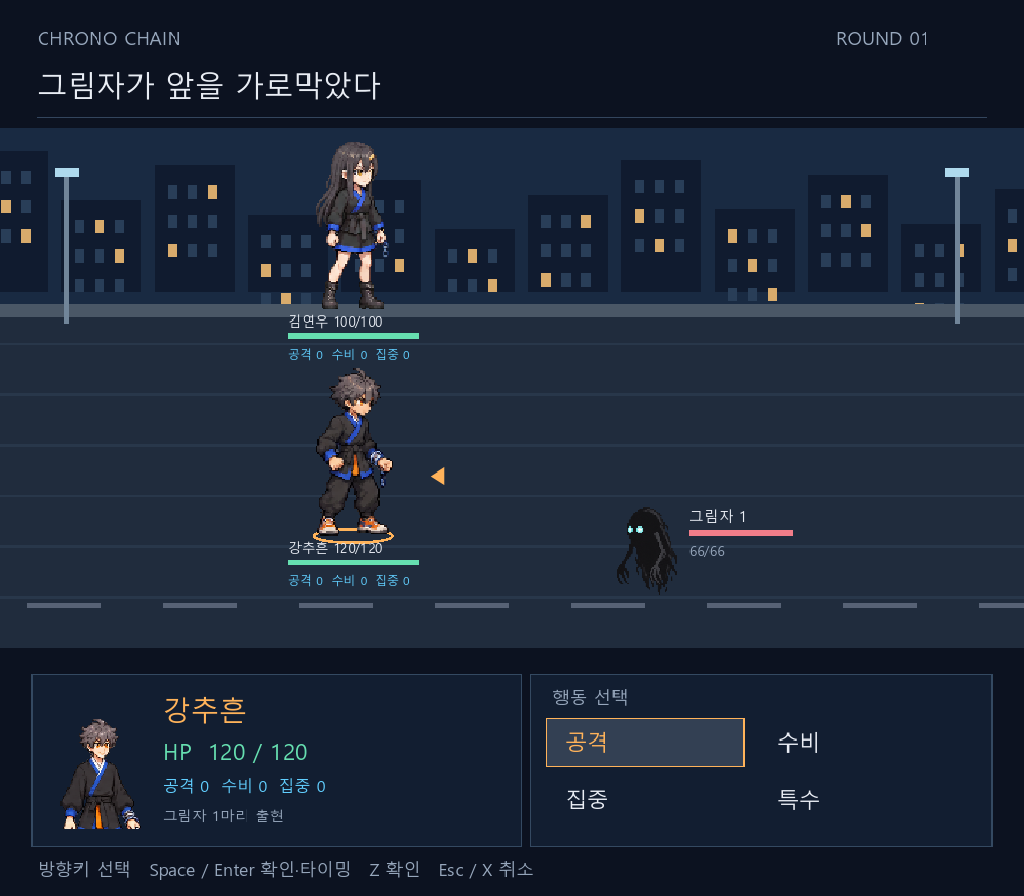 CHRONO CHAIN
ROUND 01
그림자가 앞을 가로막았다
김연우 100/100
공격 0 수비 0 집중 0
강추흔 120/120
공격 0 수비 0 집중 0
그림자 1
66/66
강추흔
HP 120 / 120
공격 0 수비 0 집중 0
그림자 1마리 출현
행동 선택
공격
수비
집중
특수
방향키 선택 Space / Enter 확인·타이밍 Z 확인 Esc / X 취소